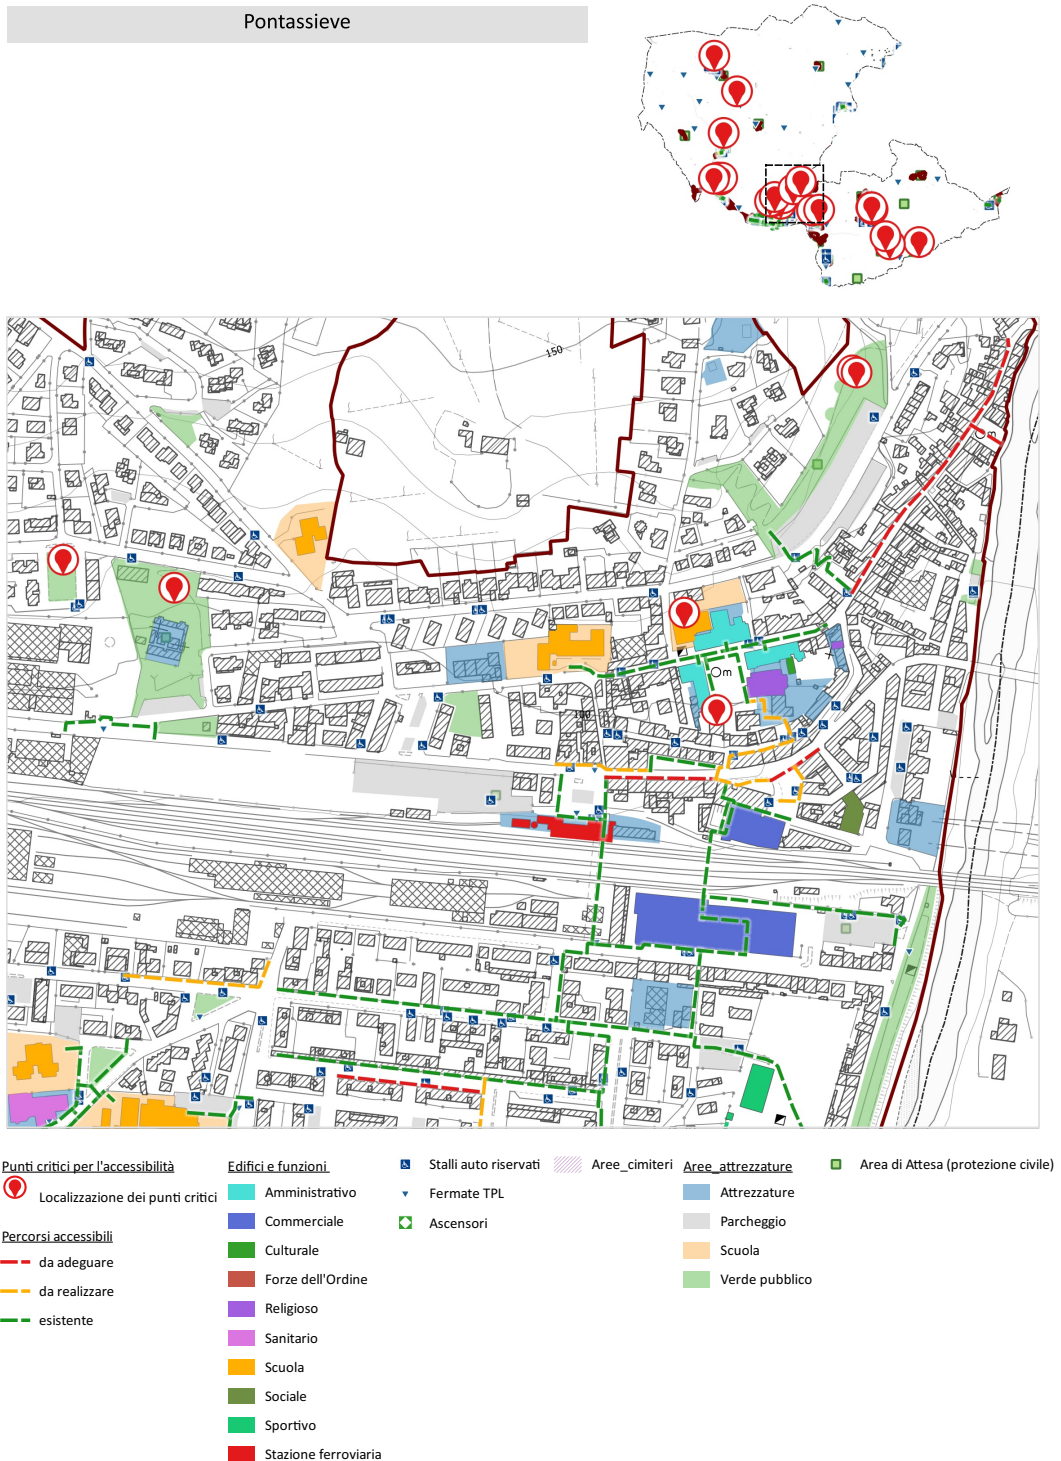 Pontassieve
150
100
Om
Punti critici per l'accessibilità
Localizzazione dei punti critici
Percorsi accessibili
da adeguare
da realizzare
esistente
Edifici e funzioni
Amministrativo
Commerciale
Culturale
Forze dell'Ordine
Religioso
Sanitario
Scuola
Sociale
Sportivo
Stazione ferroviaria
Stalli auto riservati
Fermate TPL
Ascensori
Aree_cimiteri
Aree_attrezzature
Attrezzature
Parcheggio
Scuola
Verde pubblico
Area di Attesa (protezione civile)